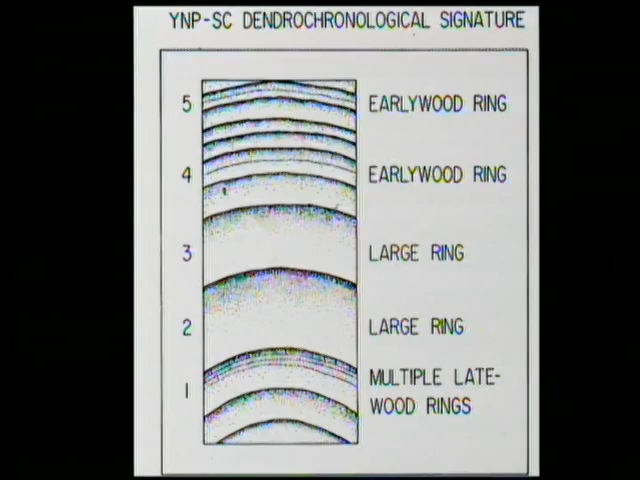 YNP-SC DENDROCHRONOLOGICAL SIGNATURE
5 EARLYWOOD RING
4 EARLYWOOD RING
3 LARGE RING
2 LARGE RING
1 MULTIPLE LATE-
WOOD RINGS